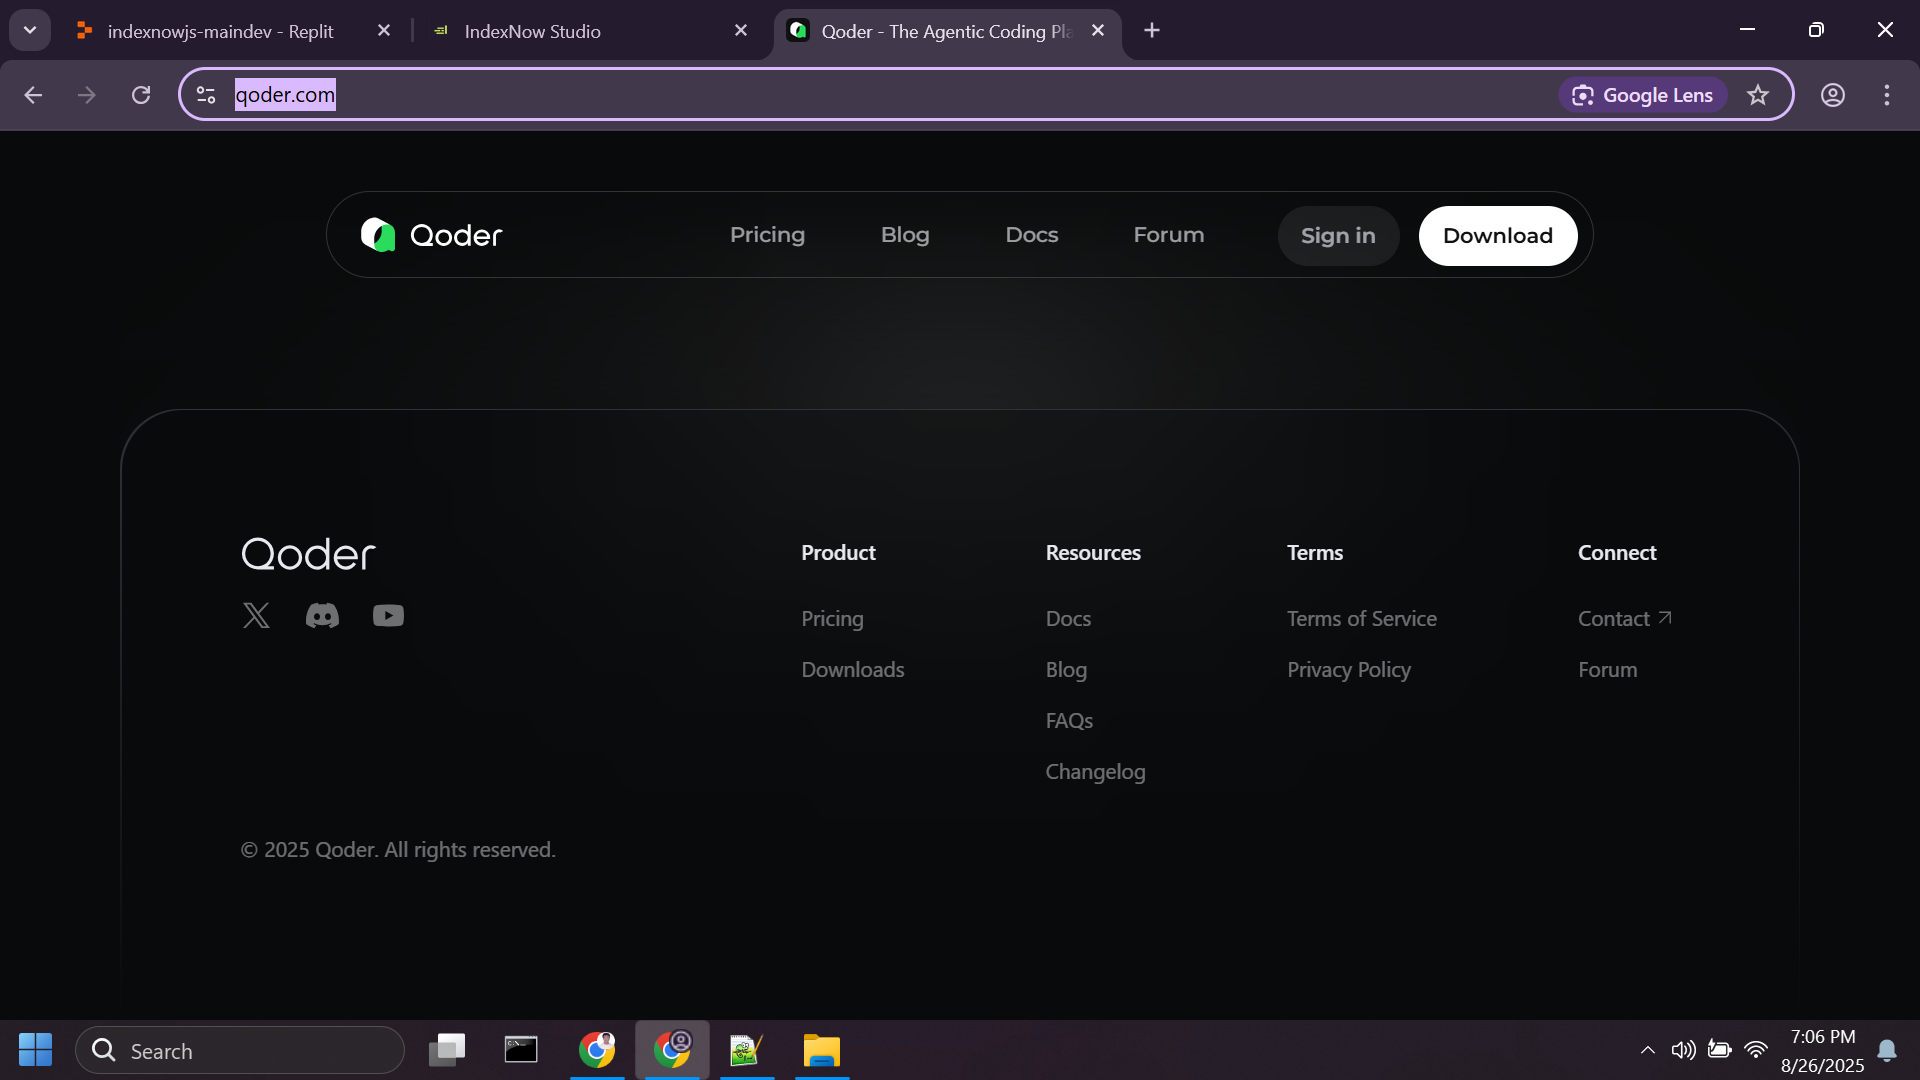 indexnowjs-maindev - Replit
IndexNow Studio
Qoder - The Agentic Coding Pla
qoder.com
Google Lens
Qoder
Pricing
Blog
Docs
Forum
Sign in
Download
Qoder
Product
Pricing
Downloads
Resources
Docs
Blog
FAQs
Changelog
Terms
Terms of Service
Privacy Policy
Connect
Contact
Forum
© 2025 Qoder. All rights reserved.
Search
7:06 PM
8/26/2025